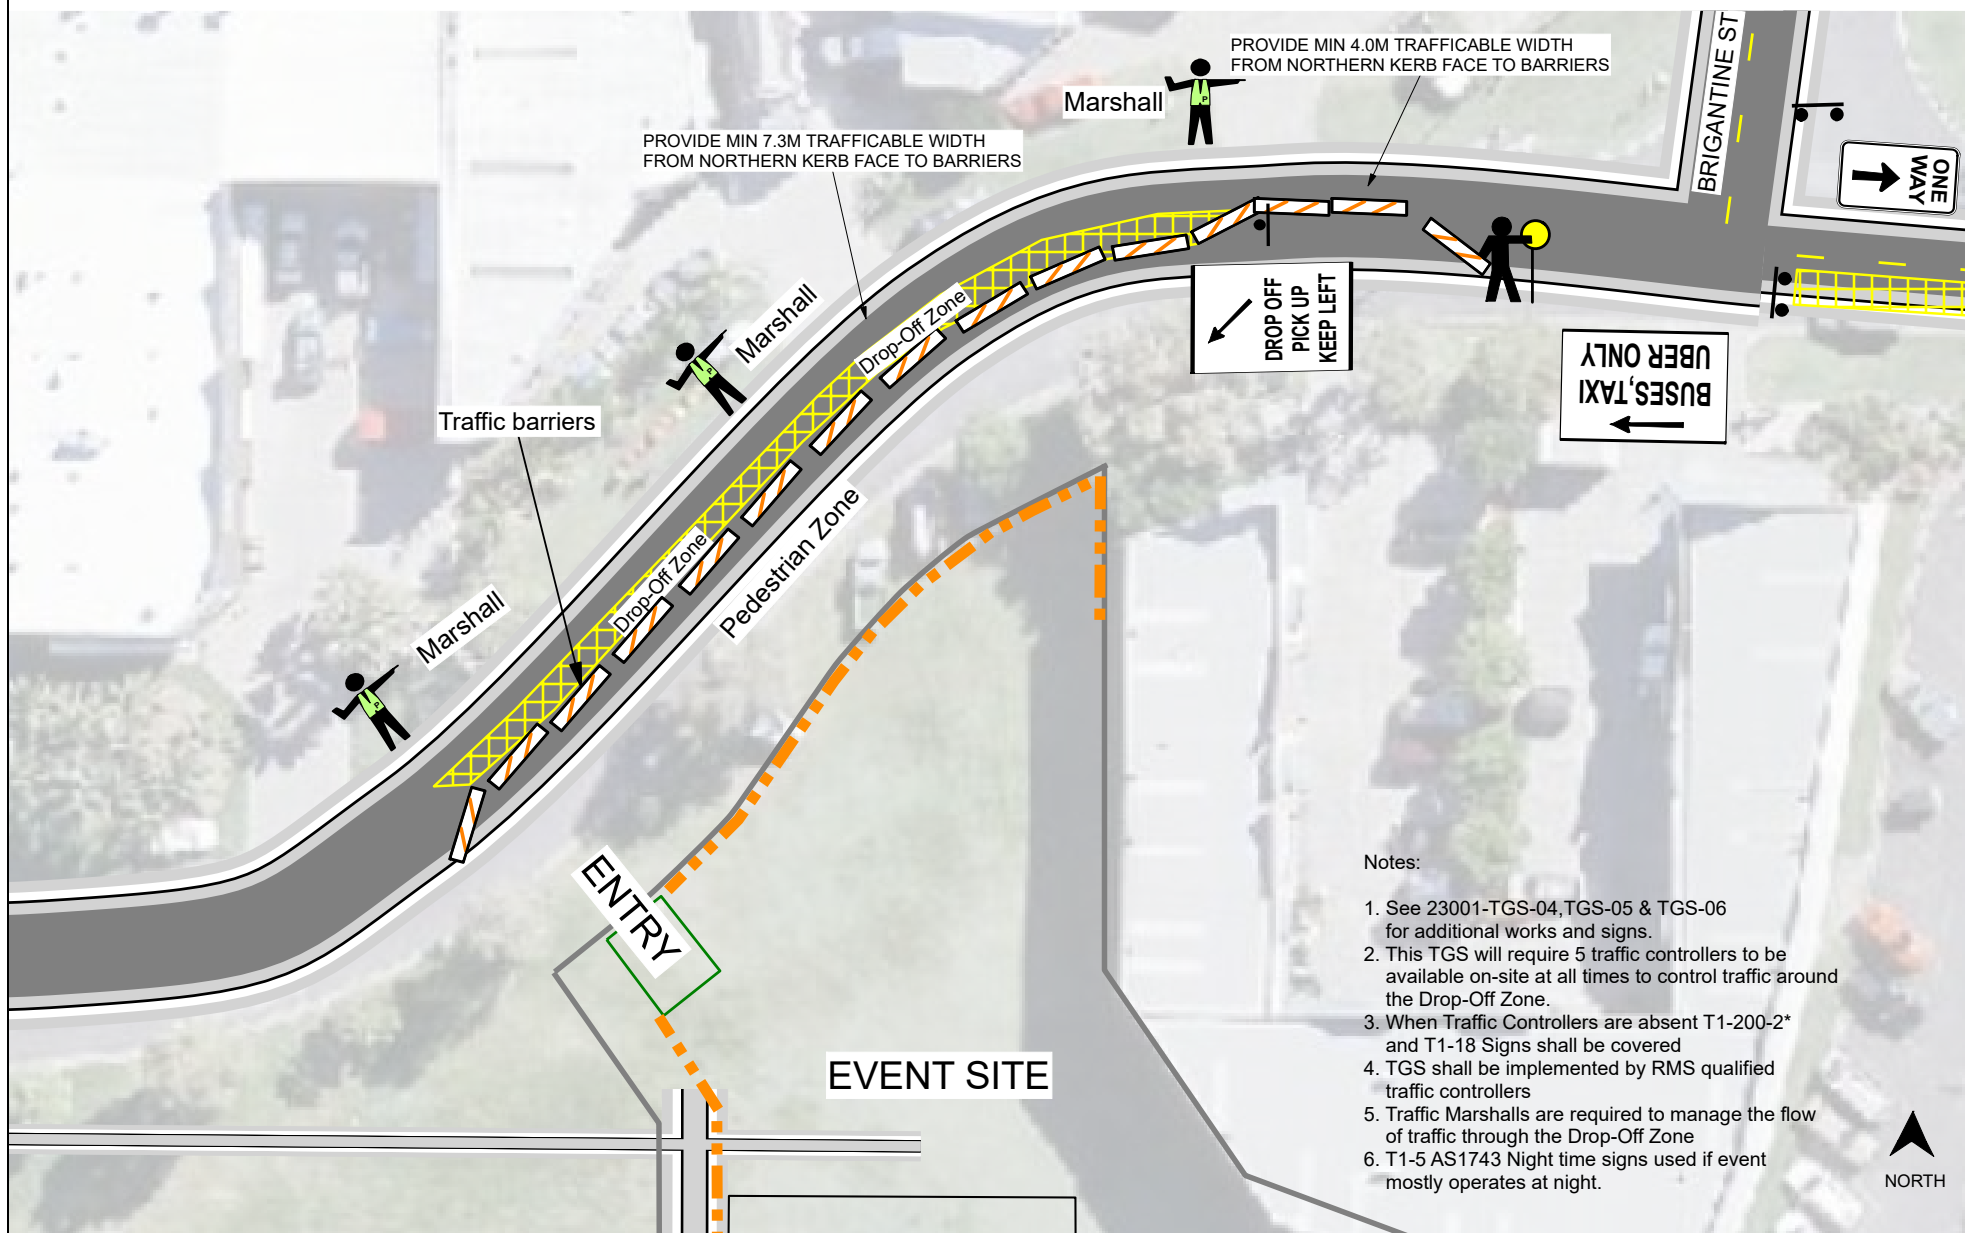 PROVIDE MIN 4.0M TRAFFICABLE WIDTH
FROM NORTHERN KERB FACE TO BARRIERS
BRIGANTINE ST
Marshall
ONE
WAY
PROVIDE MIN 7.3M TRAFFICABLE WIDTH
FROM NORTHERN KERB FACE TO BARRIERS
Marshall
Drop-Off Zone
DROP OFF
PICK UP
KEEP LEFT
BUSES,TAXI
UBER ONLY
Traffic barriers
Pedestrian Zone
Drop-Off Zone
Marshall
ENTRY
EVENT SITE
Notes:
1. See 23001-TGS-04,TGS-05 & TGS-06
for additional works and signs.
2. This TGS will require 5 traffic controllers to be
available on-site at all times to control traffic around
the Drop-Off Zone.
3. When Traffic Controllers are absent T1-200-2*
and T1-18 Signs shall be covered
4. TGS shall be implemented by RMS qualified
traffic controllers
5. Traffic Marshalls are required to manage the flow
of traffic through the Drop-Off Zone
6. T1-5 AS1743 Night time signs used if event
mostly operates at night.
NORTH
P
P
P